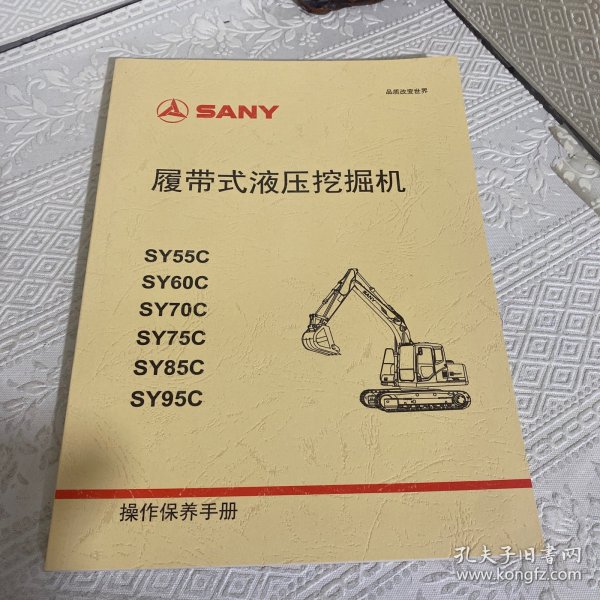 品质改变世界
SANY
履带式液压挖掘机
SY55C
SY60C
SY70C
SY75C
SY85C
SY95C
SANY
操作保养手册
孔夫子旧书网
www.kongfz.com